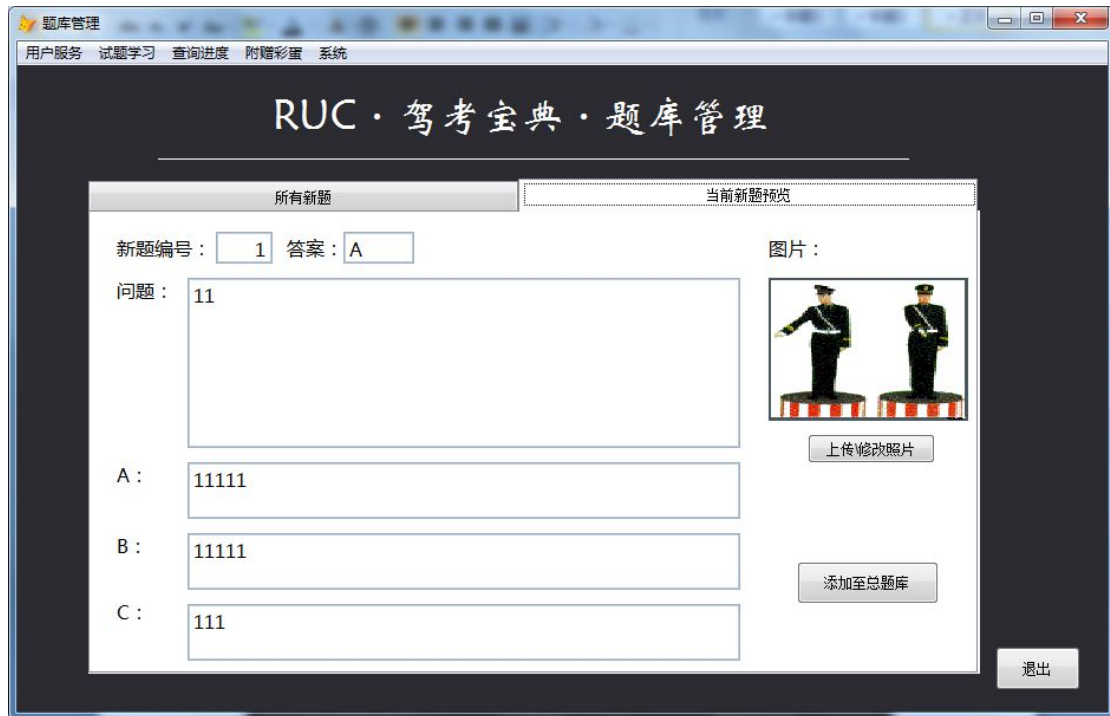 题库管理
用户服务 试题学习 查询进度 附赠彩蛋 系统
RUC·驾考宝典·题库管理
所有新题 当前新题预览
新题编号： 1 答案： A 图片：
问题： 11
上传\修改照片
A： 11111
B： 11111
添加至总题库
C： 111
退出